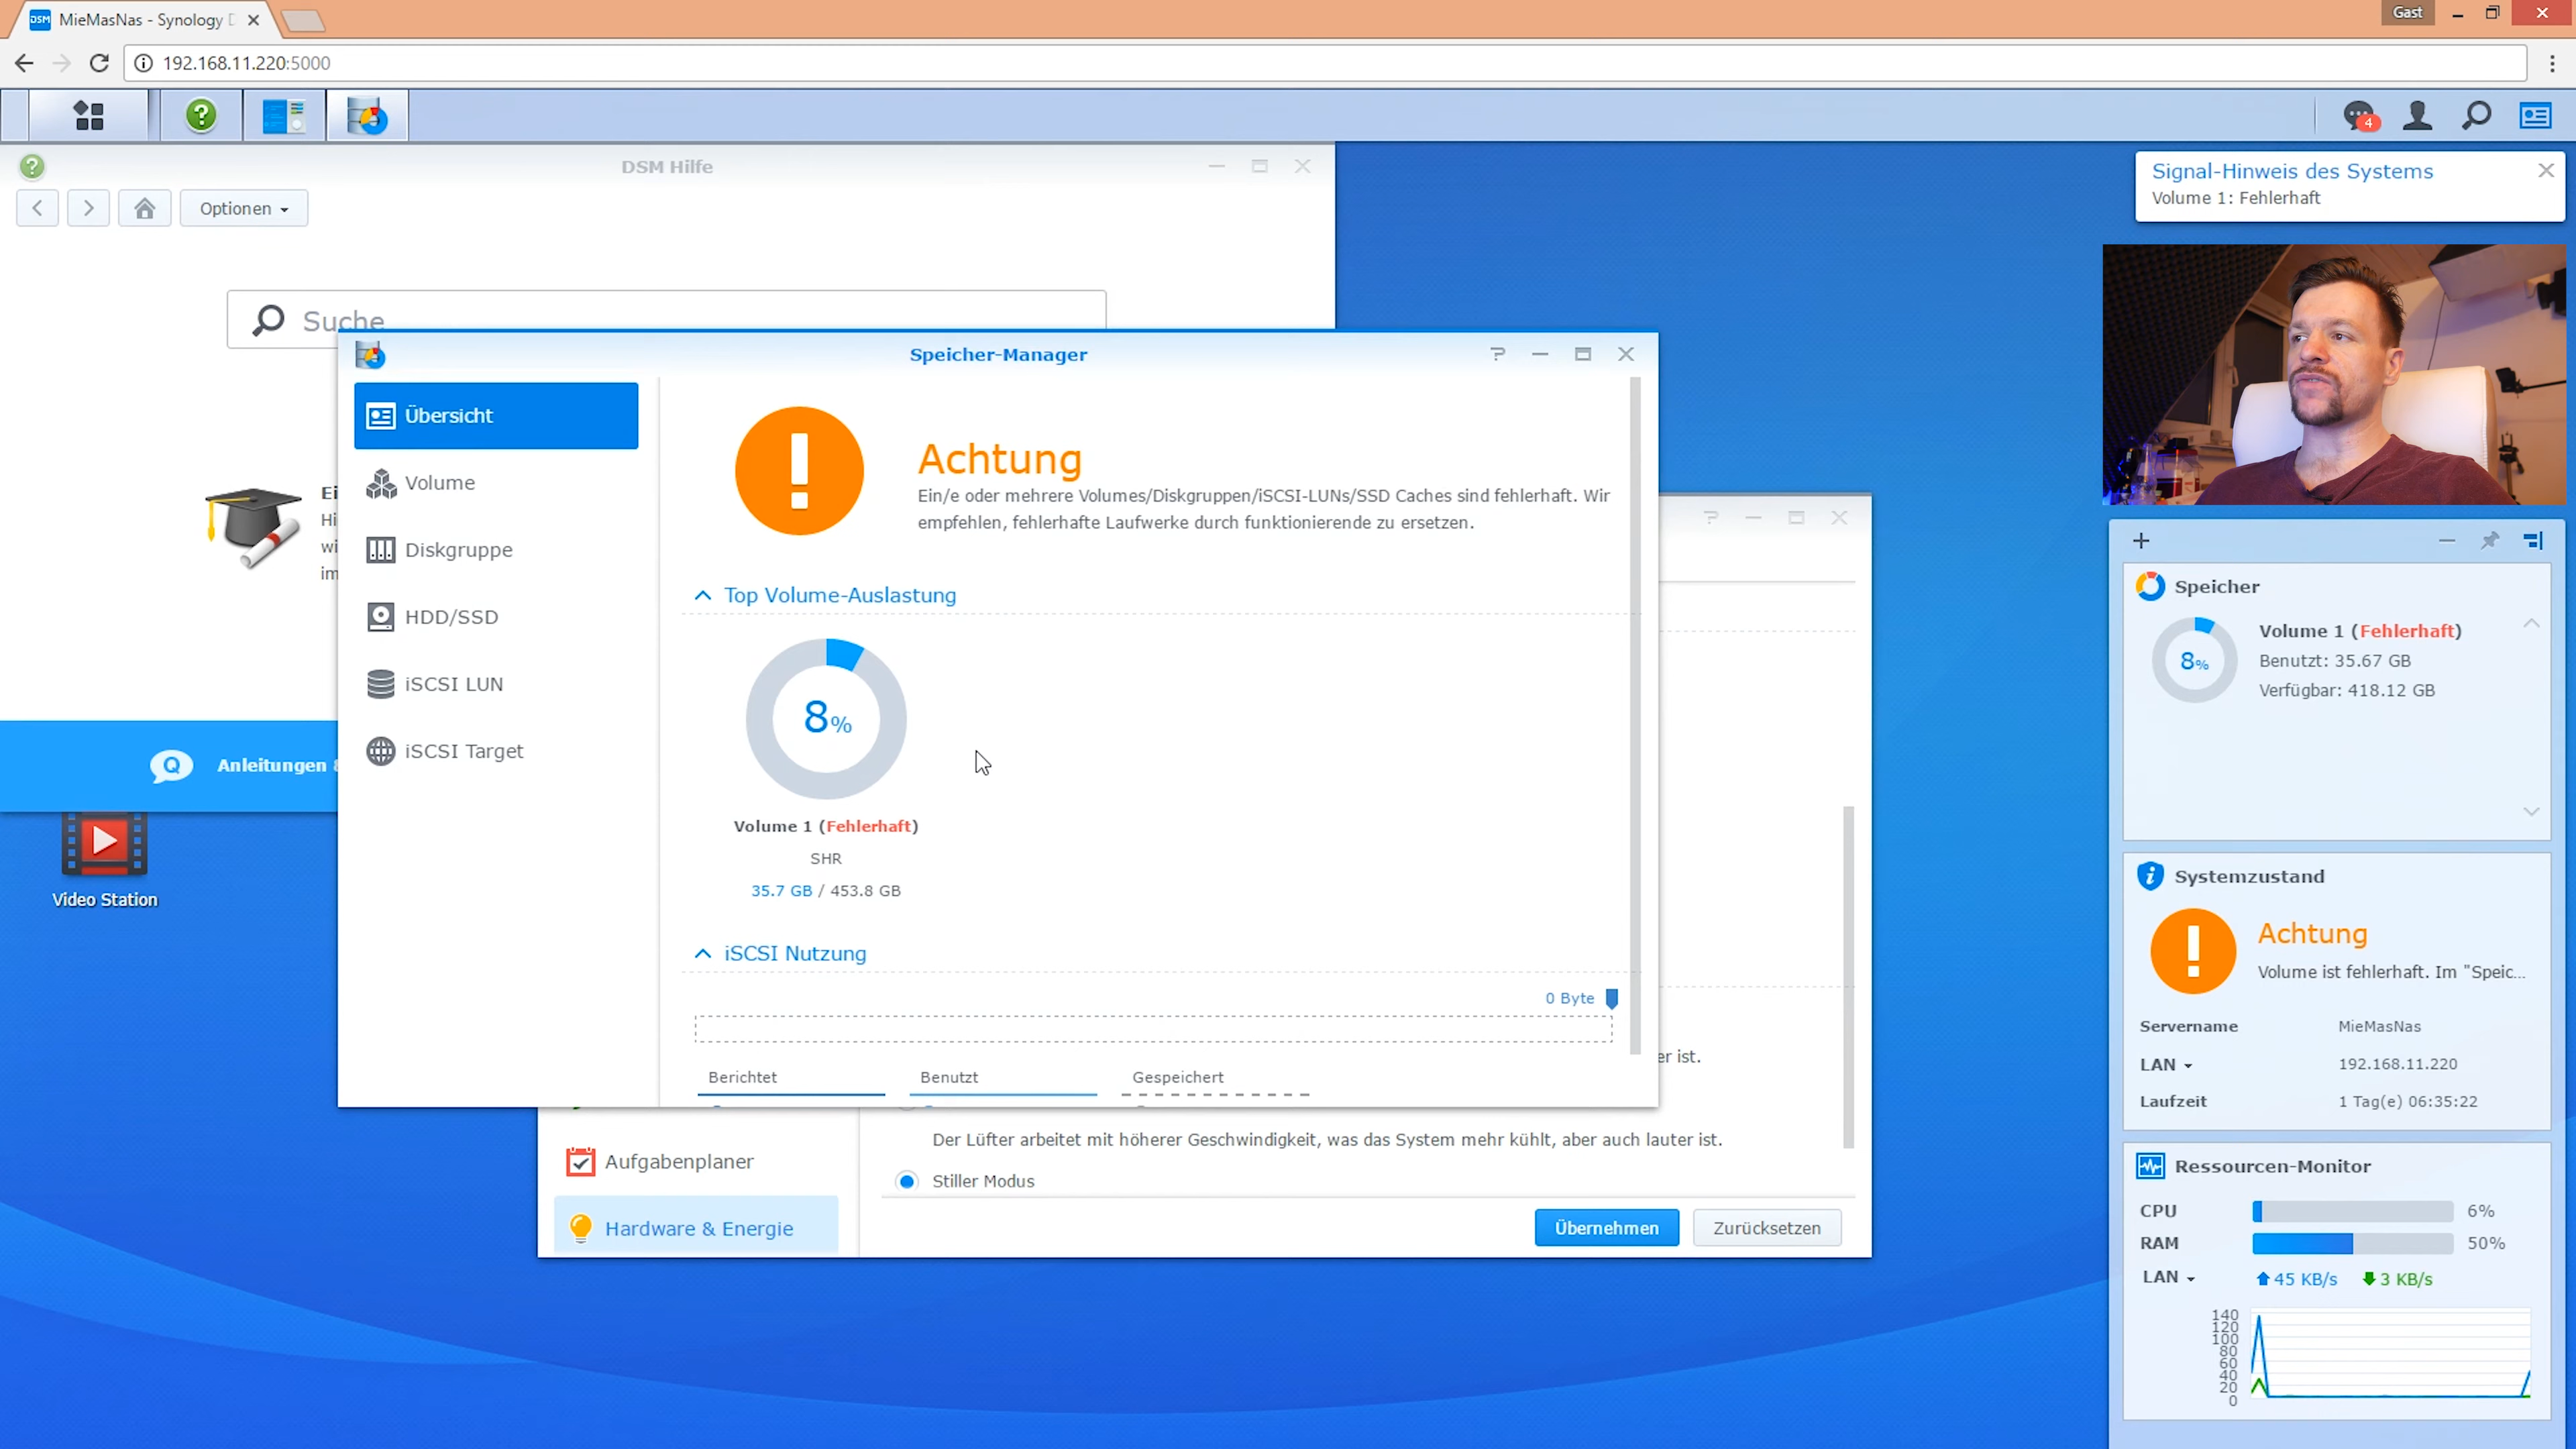 MieMasNas - Synology D
Gast
192.168.11.220:5000
4
DSM Hilfe
Optionen
Suche
Ei
Hi
wi
im
Anleitungen
Video Station
Speicher-Manager
Übersicht
Volume
Diskgruppe
HDD/SSD
iSCSI LUN
iSCSI Target
Achtung
Ein/e oder mehrere Volumes/Diskgruppen/iSCSI-LUNs/SSD Caches sind fehlerhaft. Wir
empfehlen, fehlerhafte Laufwerke durch funktionierende zu ersetzen.
Top Volume-Auslastung
8%
Volume 1 (Fehlerhaft)
SHR
35.7 GB / 453.8 GB
iSCSI Nutzung
0 Byte
Berichtet
Benutzt
Gespeichert
er ist.
Der Lüfter arbeitet mit höherer Geschwindigkeit, was das System mehr kühlt, aber auch lauter ist.
Stiller Modus
Aufgabenplaner
Hardware & Energie
Übernehmen
Zurücksetzen
Signal-Hinweis des Systems
Volume 1: Fehlerhaft
Speicher
8%
Volume 1 (Fehlerhaft)
Benutzt: 35.67 GB
Verfügbar: 418.12 GB
Systemzustand
Achtung
Volume ist fehlerhaft. Im "Speic...
Servername MieMasNas
LAN 192.168.11.220
Laufzeit 1 Tag(e) 06:35:22
Ressourcen-Monitor
CPU 6%
RAM 50%
LAN 45 KB/s 3 KB/s
140
120
100
80
60
40
20
0